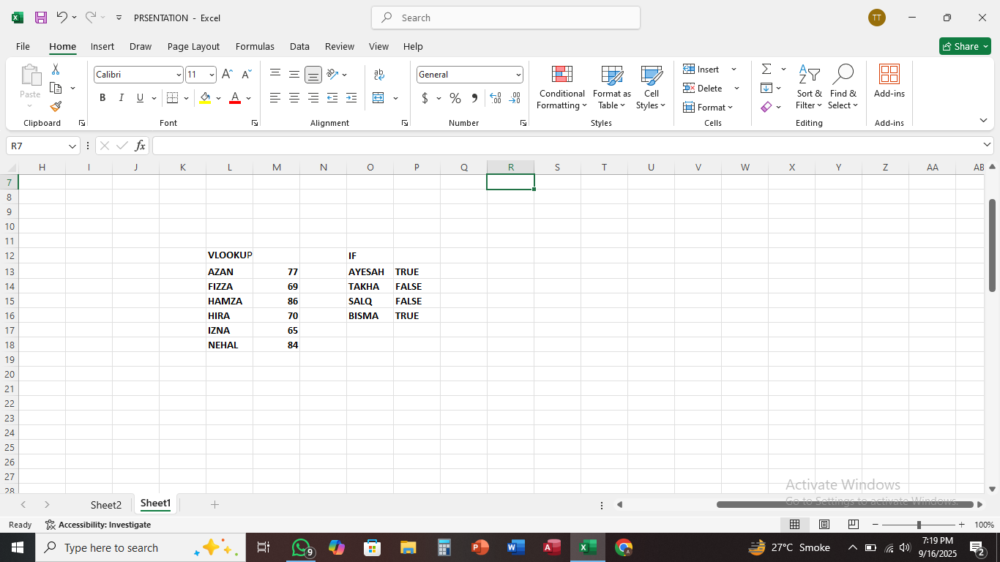 PRSENTATION - Excel
Search
TT
File Home Insert Draw Page Layout Formulas Data Review View Help
Share
Paste
Clipboard
Calibri 11
B I U
Font
Alignment
General
Number
Conditional Formatting
Format as Table
Cell Styles
Styles
Insert
Delete
Format
Cells
Sort & Filter
Find & Select
Editing
Add-ins
Add-ins
R7
fx
H I J K L M N O P Q R S T U V W X Y Z AA AB
7
8
9
10
11
12 VLOOKUP IF
13 AZAN 77 AYESAH TRUE
14 FIZZA 69 TAKHA FALSE
15 HAMZA 86 SALQ FALSE
16 HIRA 70 BISMA TRUE
17 IZNA 65
18 NEHAL 84
19
20
21
22
23
24
25
26
27
28
Activate Windows
Go to Settings to activate Windows.
Sheet2 Sheet1
Ready Accessibility: Investigate 100%
Type here to search
9
27°C Smoke
7:19 PM
9/16/2025
2